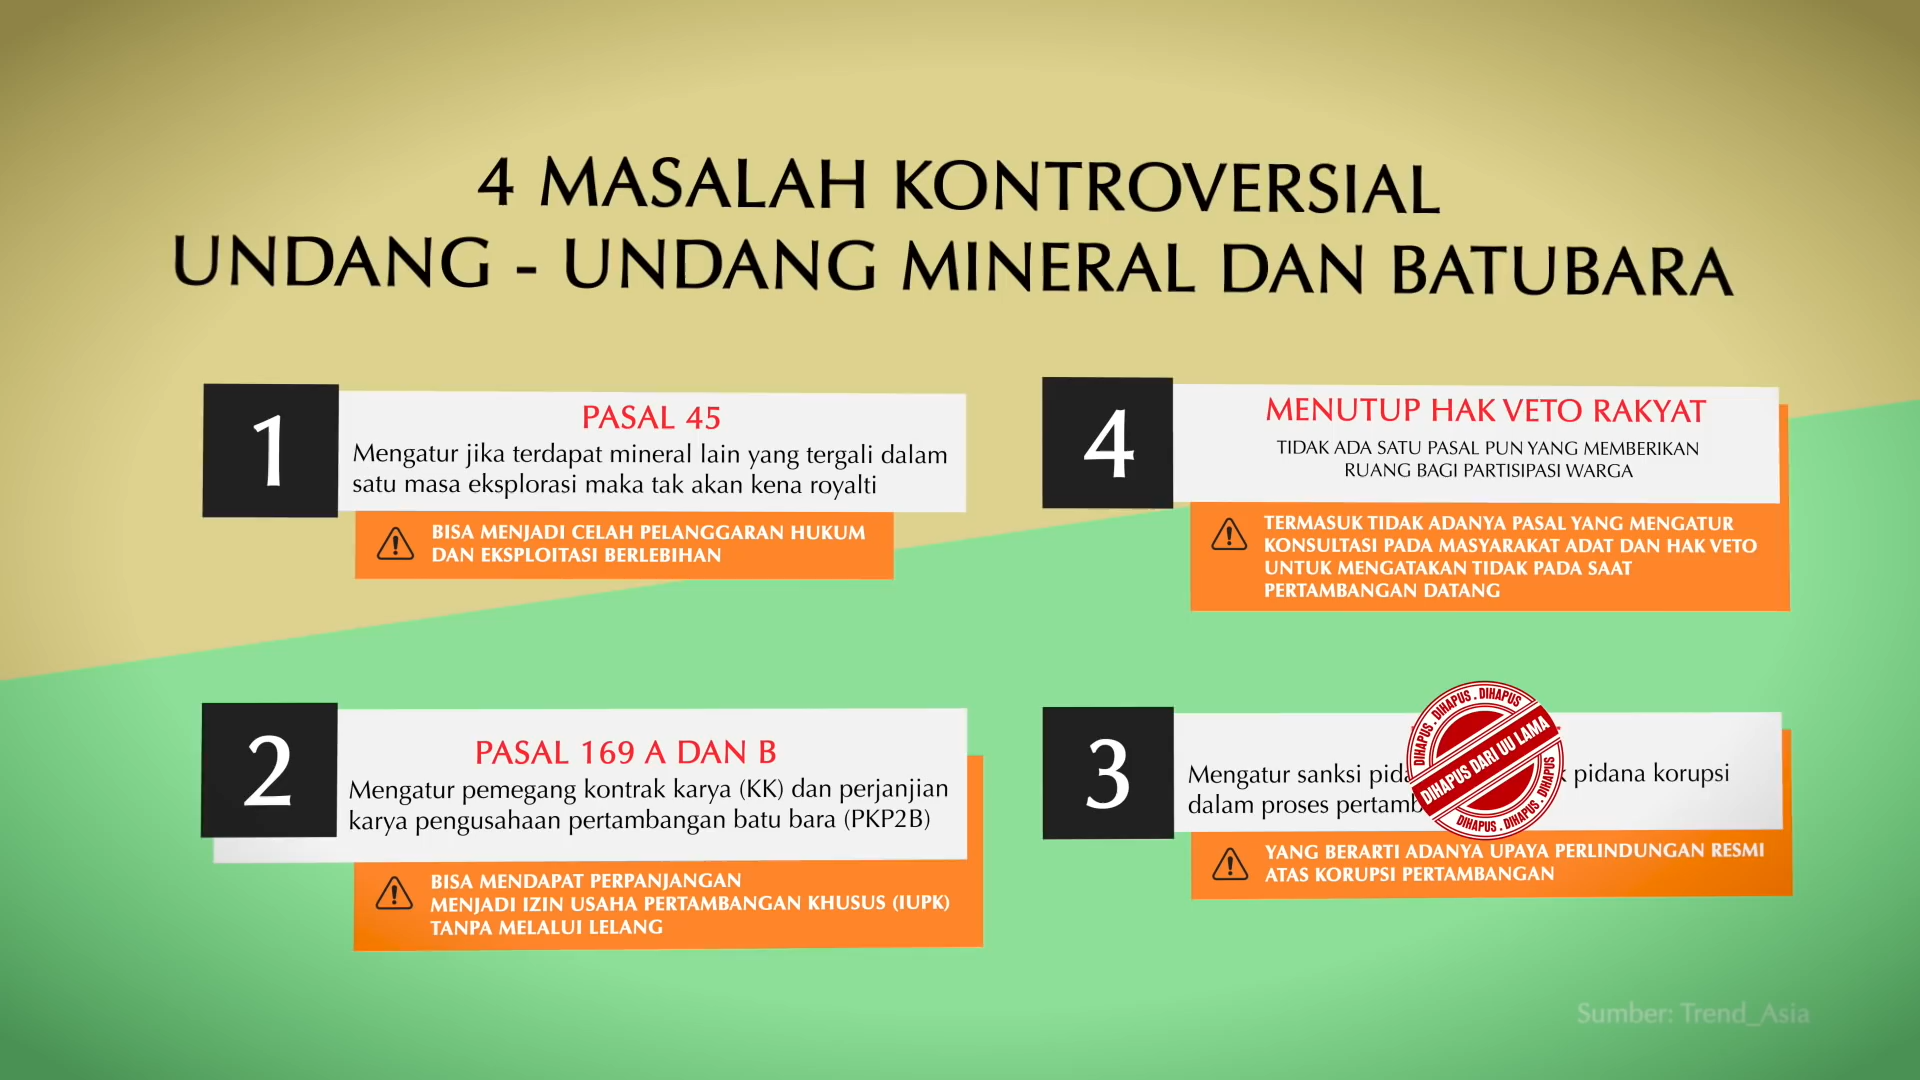 4 MASALAH KONTROVERSIAL
UNDANG - UNDANG MINERAL DAN BATUBARA
1
PASAL 45
Mengatur jika terdapat mineral lain yang tergali dalam
satu masa eksplorasi maka tak akan kena royalti
BISA MENJADI CELAH PELANGGARAN HUKUM
DAN EKSPLOITASI BERLEBIHAN
2
PASAL 169 A DAN B
Mengatur pemegang kontrak karya (KK) dan perjanjian
karya pengusahaan pertambangan batu bara (PKP2B)
BISA MENDAPAT PERPANJANGAN
MENJADI IZIN USAHA PERTAMBANGAN KHUSUS (IUPK)
TANPA MELALUI LELANG
4
MENUTUP HAK VETO RAKYAT
TIDAK ADA SATU PASAL PUN YANG MEMBERIKAN
RUANG BAGI PARTISIPASI WARGA
TERMASUK TIDAK ADANYA PASAL YANG MENGATUR
KONSULTASI PADA MASYARAKAT ADAT DAN HAK VETO
UNTUK MENGATAKAN TIDAK PADA SAAT
PERTAMBANGAN DATANG
3
Mengatur sanksi pidana korupsi
dalam proses
DIHAPUS . DIHAPUS . DIHAPUS
DIHAPUS DARI UU LAMA
DIHAPUS . DIHAPUS . DIHAPUS
YANG BERARTI ADANYA UPAYA PERLINDUNGAN RESMI
ATAS KORUPSI PERTAMBANGAN
Sumber: Trend_Asia